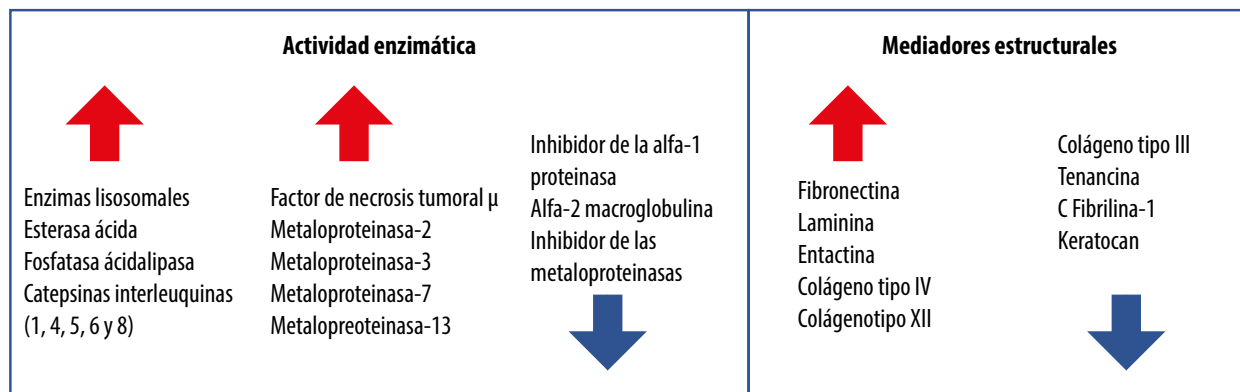 Actividad enzimática
Enzimas lisosomales
Esterasa ácida
Fosfatasa ácidalipasa
Catepsinas interleuquinas
(1, 4, 5, 6 y 8)
Factor de necrosis tumoral µ
Metaloproteinasa-2
Metaloproteinasa-3
Metaloproteinasa-7
Metalopreoteinasa-13
Inhibidor de la alfa-1
proteinasa
Alfa-2 macroglobulina
Inhibidor de las
metaloproteinasas
Mediadores estructurales
Fibronectina
Laminina
Entactina
Colágeno tipo IV
Colágenotipo XII
Colágeno tipo III
Tenancina
C Fibrilina-1
Keratocan